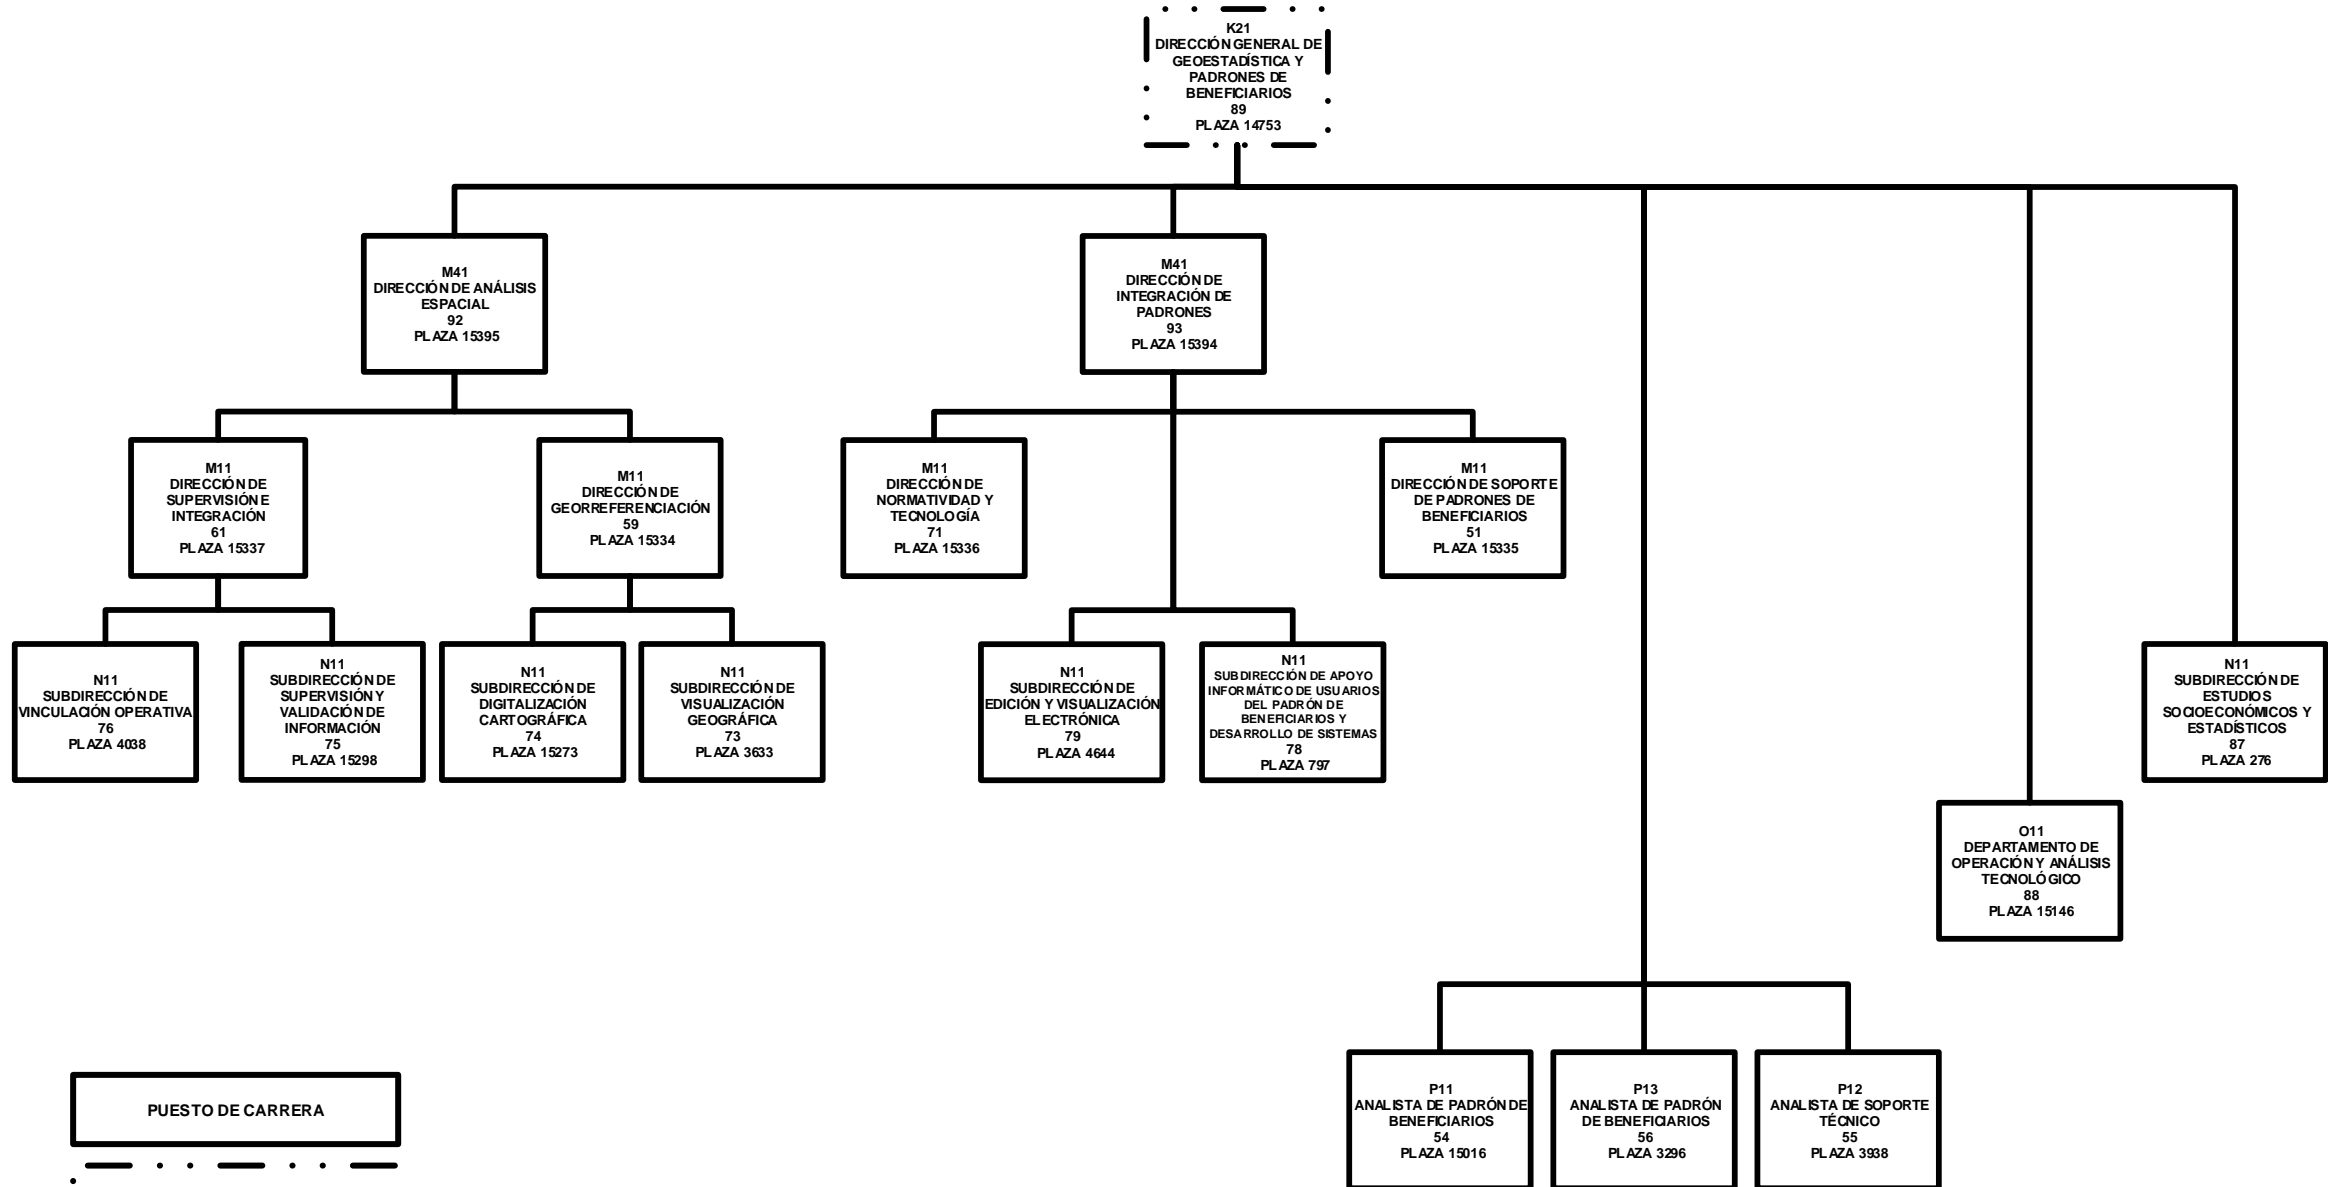 K21
DIRECCIÓN GENERAL DE
GEOESTADÍSTICA Y
PADRONES DE
BENEFICIARIOS
89
PLAZA 14753
M41
DIRECCIÓN DE ANÁLISIS
ESPACIAL
92
PLAZA 15395
M41
DIRECCIÓN DE
INTEGRACIÓN DE
PADRONES
93
PLAZA 15394
M11
DIRECCIÓN DE
SUPERVISIÓN E
INTEGRACIÓN
61
PLAZA 15337
M11
DIRECCIÓN DE
GEORREFERENCIACIÓN
59
PLAZA 15334
M11
DIRECCIÓN DE
NORMATIVIDAD Y
TECNOLOGÍA
71
PLAZA 15336
M11
DIRECCIÓN DE SOPORTE
DE PADRONES DE
BENEFICIARIOS
51
PLAZA 15335
N11
SUBDIRECCIÓN DE
VINCULACIÓN OPERATIVA
76
PLAZA 4038
N11
SUBDIRECCIÓN DE
SUPERVISIÓN Y
VALIDACIÓN DE
INFORMACIÓN
75
PLAZA 15298
N11
SUBDIRECCIÓN DE
DIGITALIZACIÓN
CARTOGRÁFICA
74
PLAZA 15273
N11
SUBDIRECCIÓN DE
VISUALIZACIÓN
GEOGRÁFICA
73
PLAZA 3633
N11
SUBDIRECCIÓN DE
EDICIÓN Y VISUALIZACIÓN
ELECTRÓNICA
79
PLAZA 4644
N11
SUBDIRECCIÓN DE APOYO
INFORMÁTICO DE USUARIOS
DEL PADRÓN DE
BENEFICIARIOS Y
DESARROLLO DE SISTEMAS
78
PLAZA 797
N11
SUBDIRECCIÓN DE
ESTUDIOS
SOCIOECONÓMICOS Y
ESTADÍSTICOS
87
PLAZA 276
O11
DEPARTAMENTO DE
OPERACIÓN Y ANÁLISIS
TECNOLÓGICO
88
PLAZA 15146
P11
ANALISTA DE PADRÓN DE
BENEFICIARIOS
54
PLAZA 15016
P13
ANALISTA DE PADRÓN
DE BENEFICIARIOS
56
PLAZA 3296
P12
ANALISTA DE SOPORTE
TÉCNICO
55
PLAZA 3938
PUESTO DE CARRERA